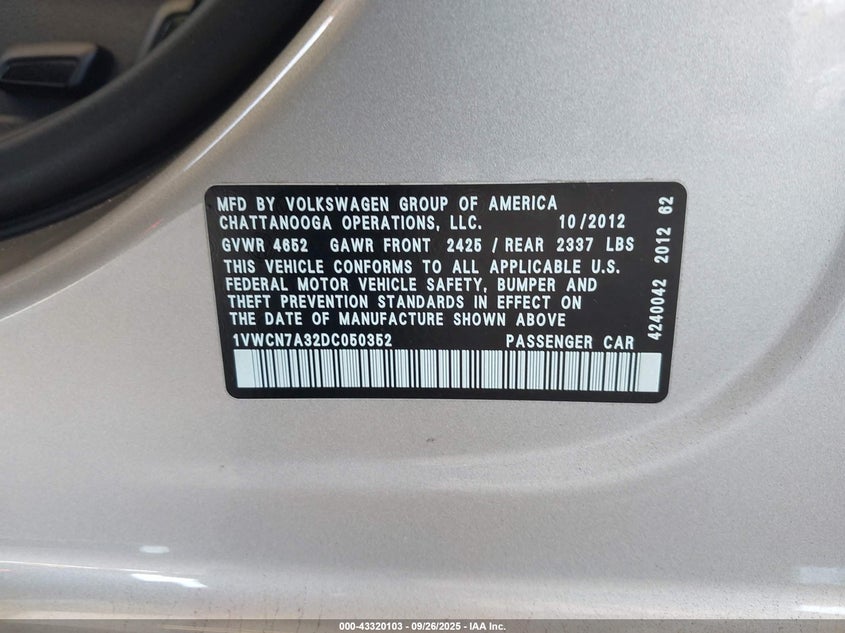 MFD BY VOLKSWAGEN GROUP OF AMERICA
CHATTANOOGA OPERATIONS, LLC. 10/2012
GVWR 4652 GAWR FRONT 2425 / REAR 2337 LBS
THIS VEHICLE CONFORMS TO ALL APPLICABLE U.S.
FEDERAL MOTOR VEHICLE SAFETY, BUMPER AND
THEFT PREVENTION STANDARDS IN EFFECT ON
THE DATE OF MANUFACTURE SHOWN ABOVE
1VWCN7A32DC050352 PASSENGER CAR
4240042 2012 62
000-43320103 - 09/26/2025 - IAA Inc.